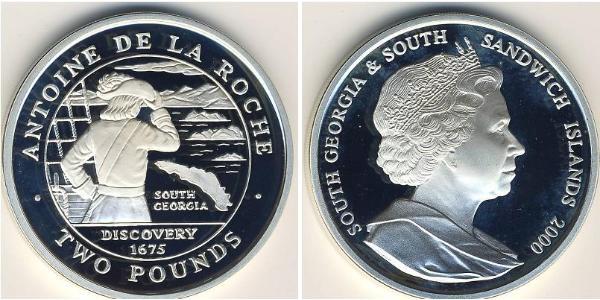 ANTOINE DE LA ROCHE
SOUTH
GEORGIA
DISCOVERY
1675
· TWO POUNDS ·
SOUTH GEORGIA & SOUTH SANDWICH ISLANDS 2000